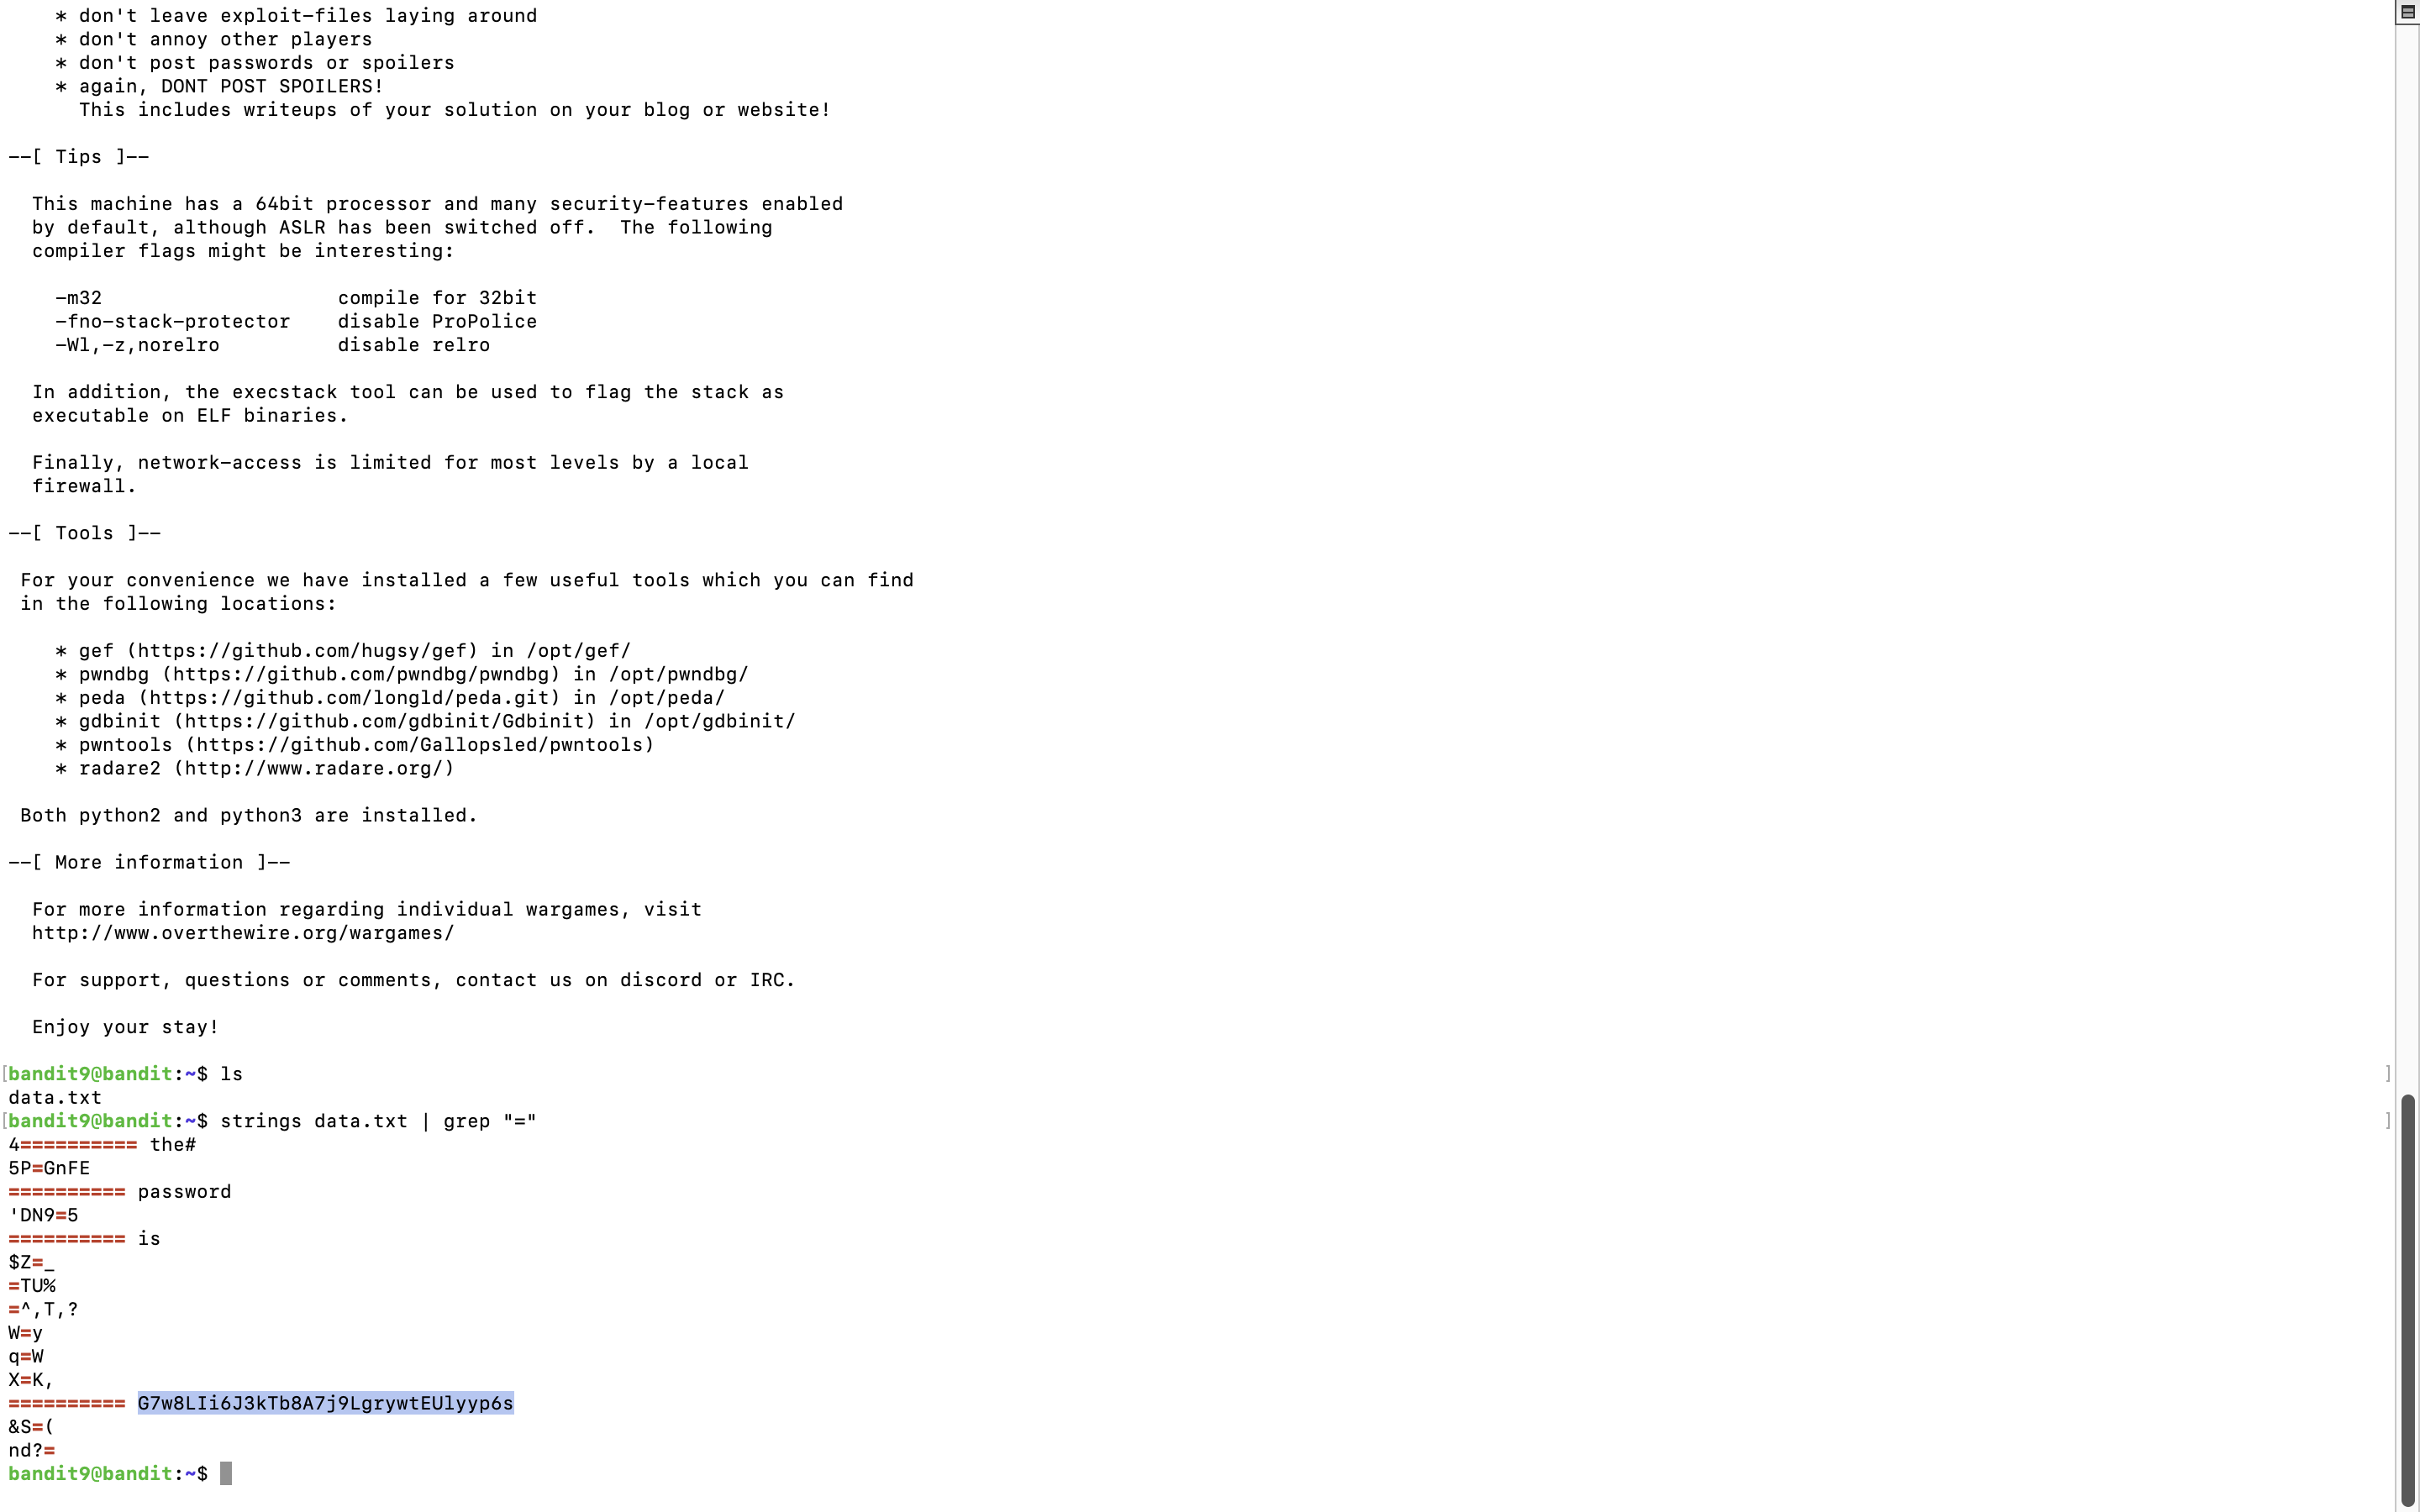 * don't leave exploit-files laying around
* don't annoy other players
* don't post passwords or spoilers
* again, DONT POST SPOILERS!
This includes writeups of your solution on your blog or website!
--[ Tips ]--
This machine has a 64bit processor and many security-features enabled
by default, although ASLR has been switched off.  The following
compiler flags might be interesting:
-m32                    compile for 32bit
-fno-stack-protector    disable ProPolice
-Wl,-z,norelro          disable relro
In addition, the execstack tool can be used to flag the stack as
executable on ELF binaries.
Finally, network-access is limited for most levels by a local
firewall.
--[ Tools ]--
For your convenience we have installed a few useful tools which you can find
in the following locations:
* gef (https://github.com/hugsy/gef) in /opt/gef/
* pwndbg (https://github.com/pwndbg/pwndbg) in /opt/pwndbg/
* peda (https://github.com/longld/peda.git) in /opt/peda/
* gdbinit (https://github.com/gdbinit/Gdbinit) in /opt/gdbinit/
* pwntools (https://github.com/Gallopsled/pwntools)
* radare2 (http://www.radare.org/)
Both python2 and python3 are installed.
--[ More information ]--
For more information regarding individual wargames, visit
http://www.overthewire.org/wargames/
For support, questions or comments, contact us on discord or IRC.
Enjoy your stay!
[bandit9@bandit:~$ ls ]
data.txt
[bandit9@bandit:~$ strings data.txt | grep "=" ]
4========== the#
5P=GnFE
========== password
'DN9=5
========== is
$Z=_
=TU%
=^,T,?
W=y
q=W
X=K,
========== G7w8LIi6J3kTb8A7j9LgrywtEUlyyp6s
&S=(
nd?=
bandit9@bandit:~$